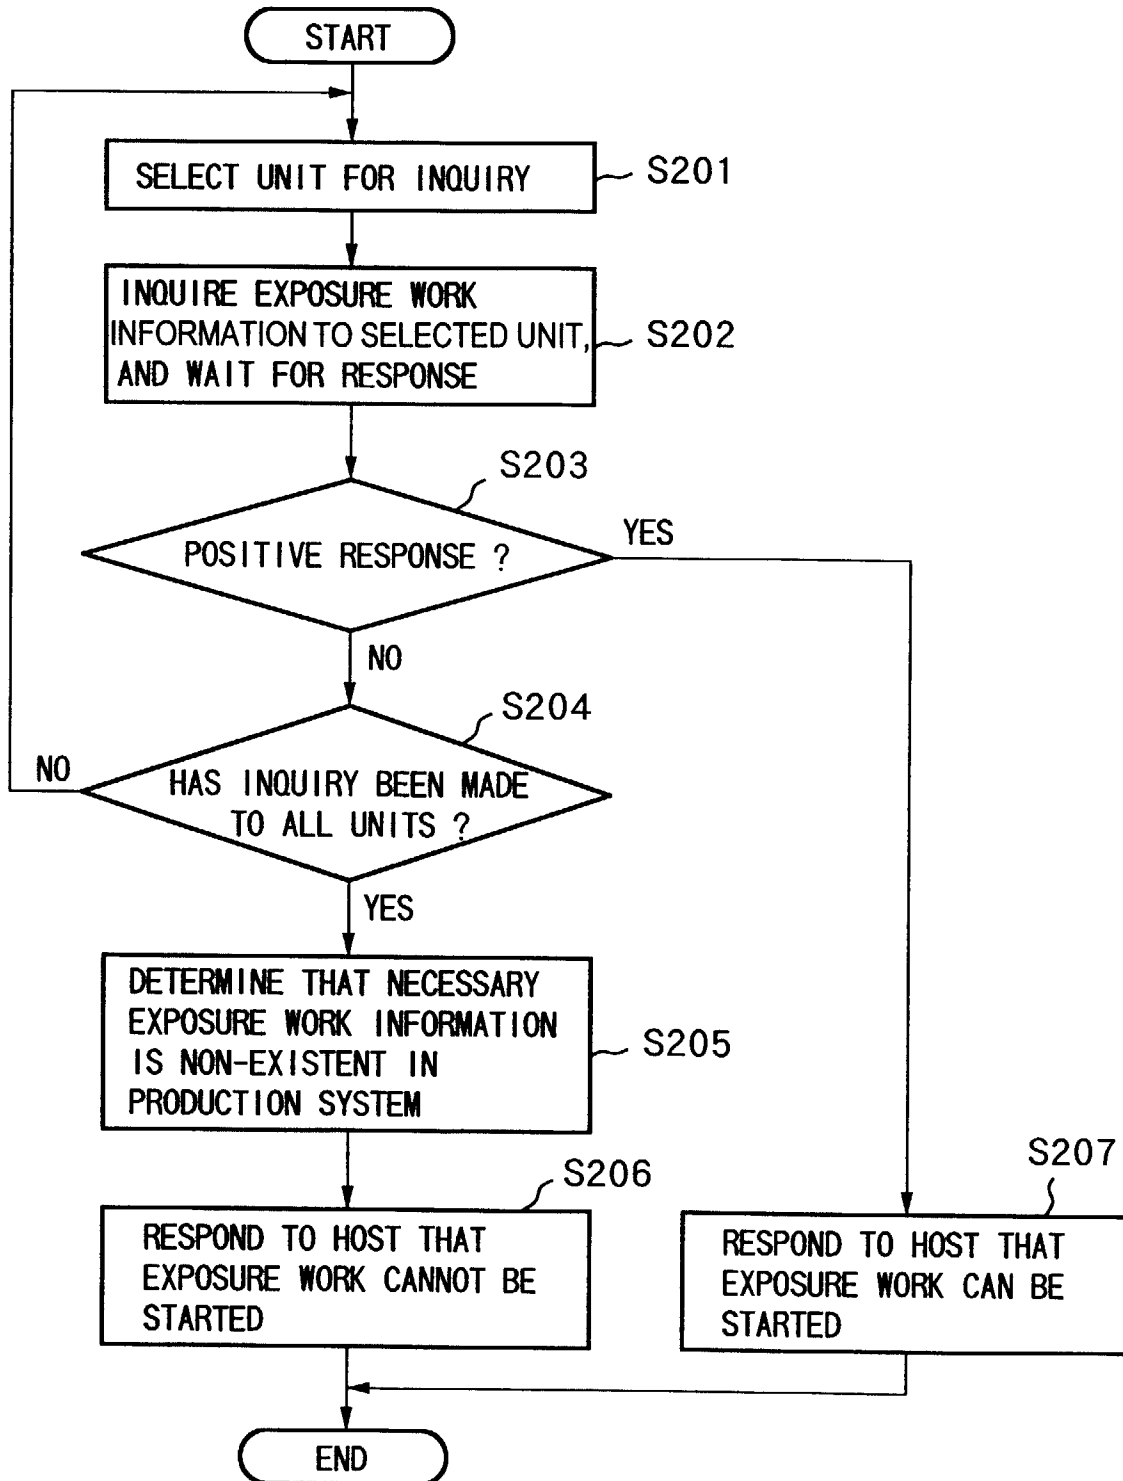 START
SELECT UNIT FOR INQUIRY
S201
INQUIRE EXPOSURE WORK
INFORMATION TO SELECTED UNIT,
AND WAIT FOR RESPONSE
S202
S203
POSITIVE RESPONSE ?
YES
NO
S204
HAS INQUIRY BEEN MADE
TO ALL UNITS ?
NO
YES
DETERMINE THAT NECESSARY
EXPOSURE WORK INFORMATION
IS NON-EXISTENT IN
PRODUCTION SYSTEM
S205
S206
RESPOND TO HOST THAT
EXPOSURE WORK CANNOT BE
STARTED
S207
RESPOND TO HOST THAT
EXPOSURE WORK CAN BE
STARTED
END